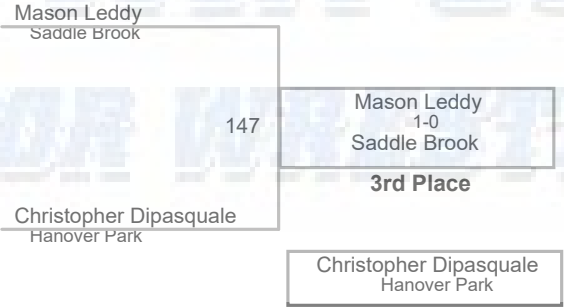 Mason Leddy
Saddle Brook
147
Mason Leddy
1-0
Saddle Brook
3rd Place
Christopher Dipasquale
Hanover Park
Christopher Dipasquale
Hanover Park